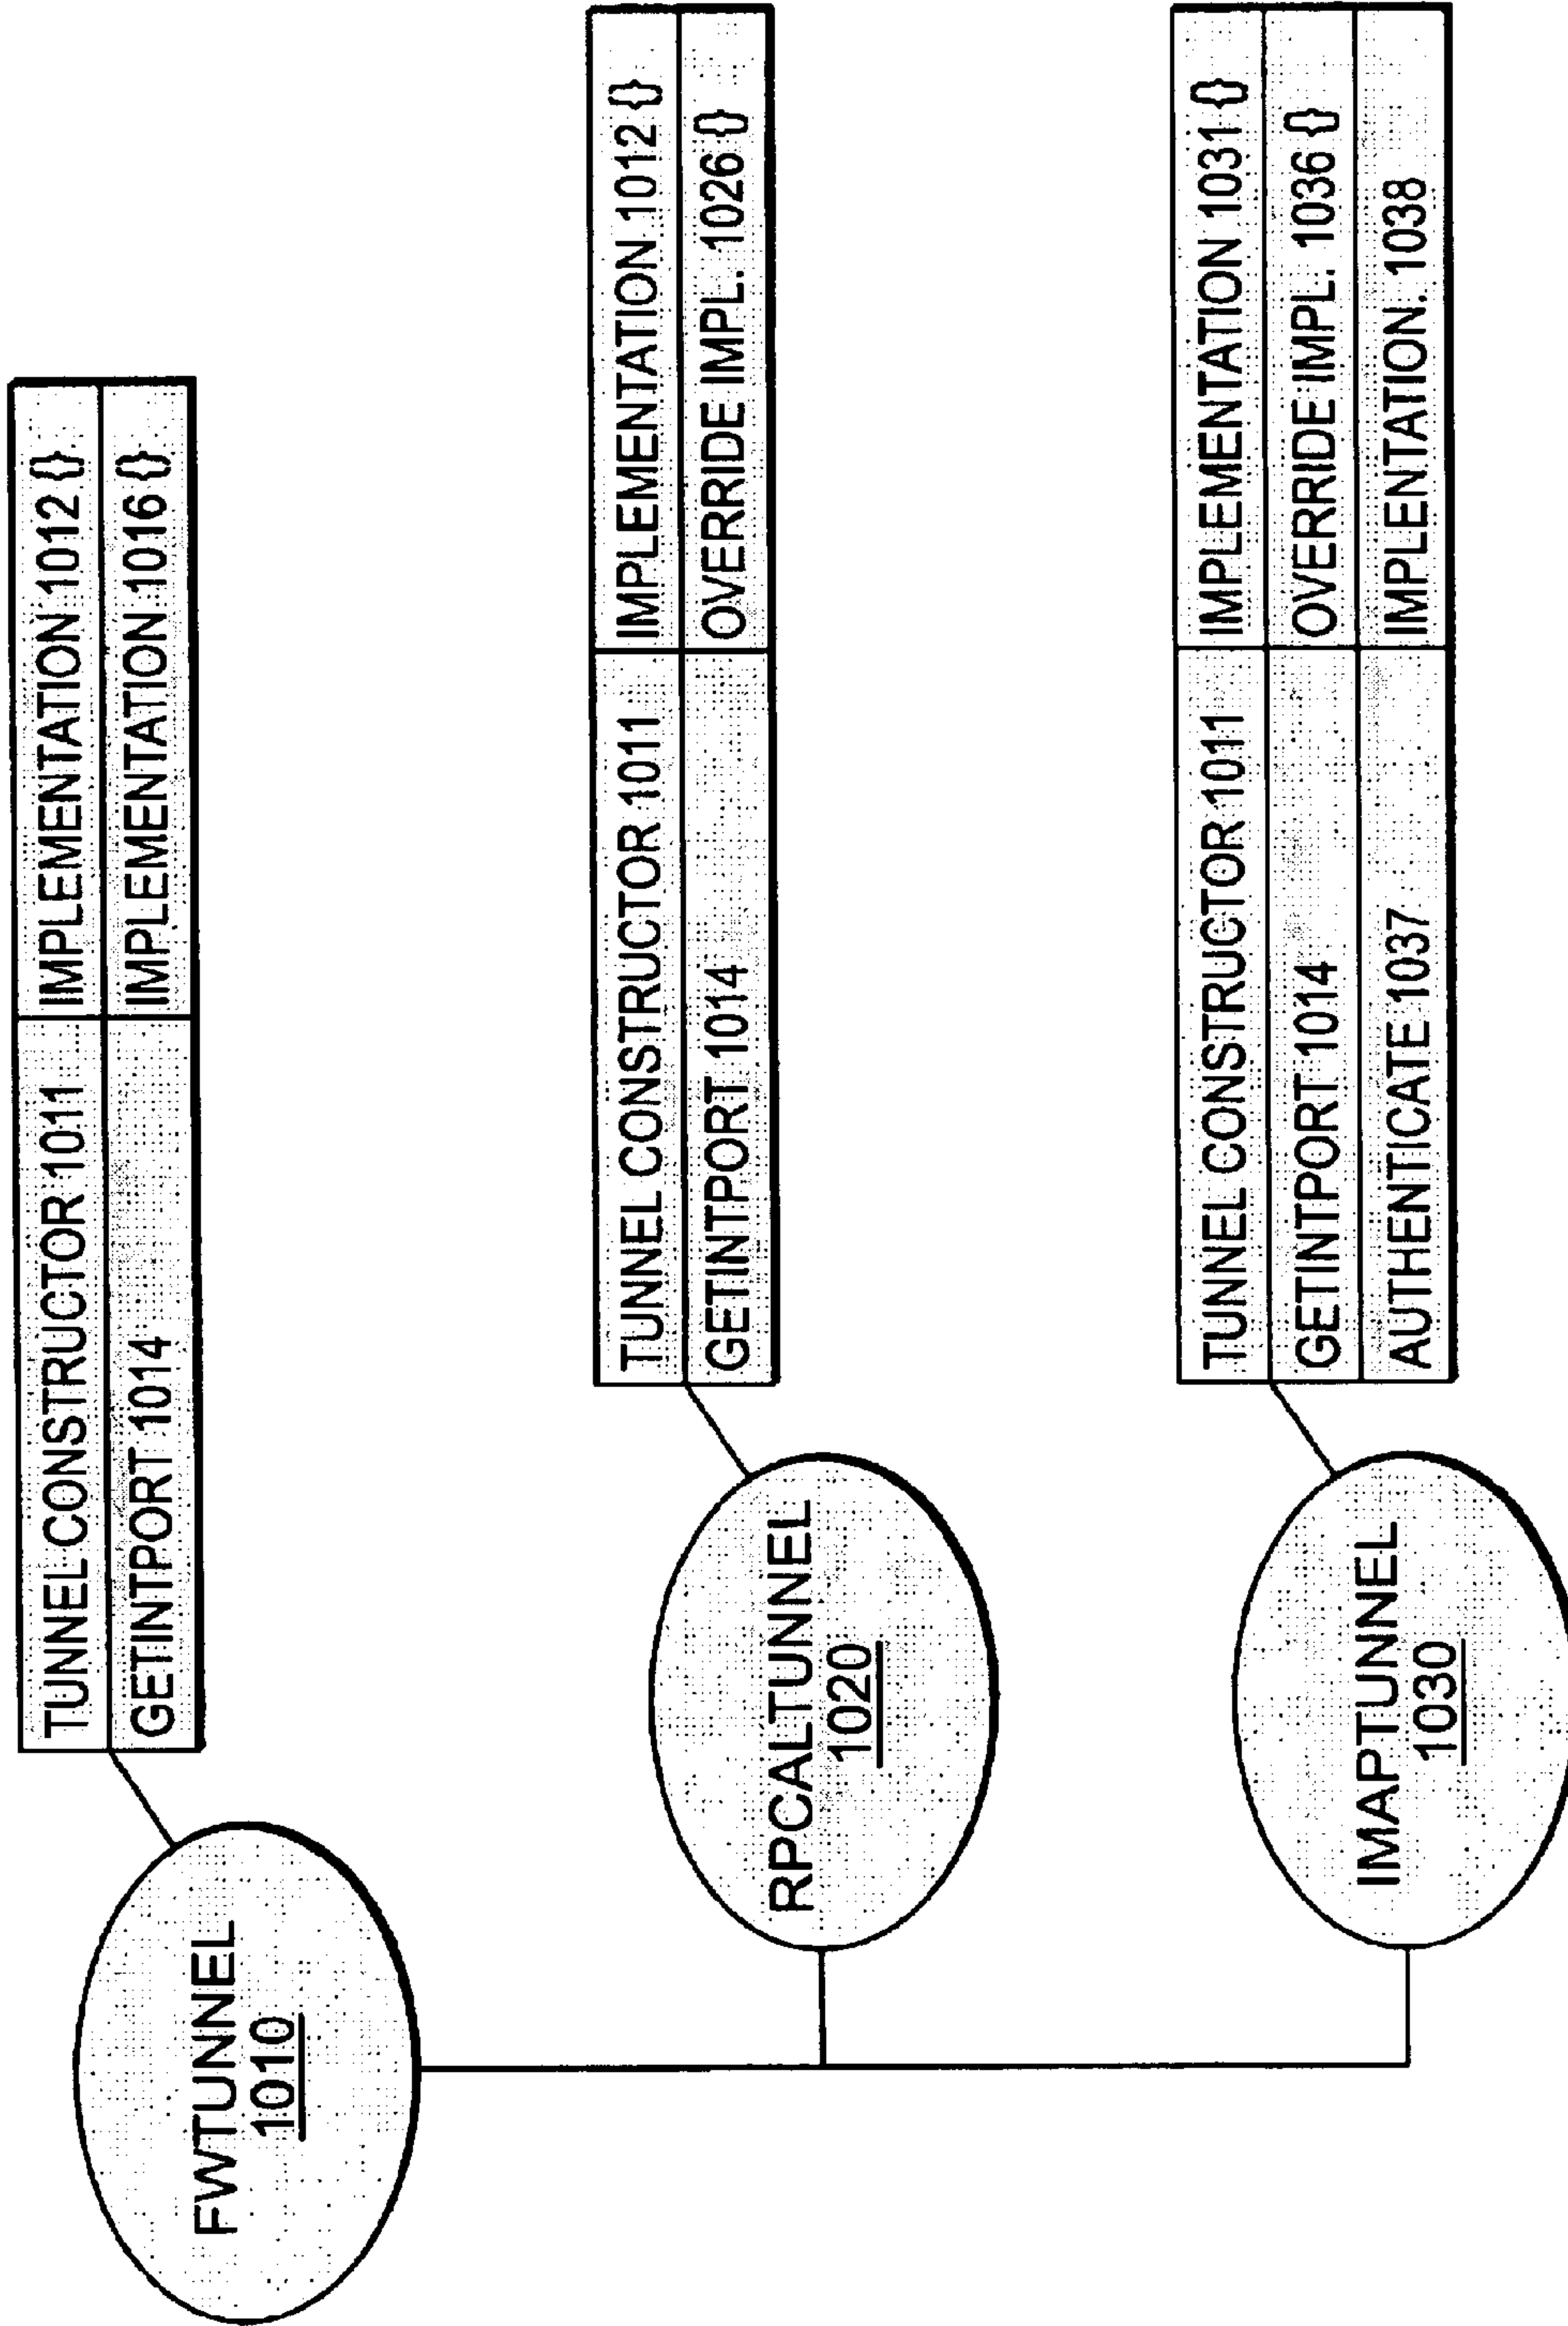 FWTUNNEL
1010
TUNNEL CONSTRUCTOR 1011 IMPLEMENTATION 1012 {}
GETINTPORT 1014 IMPLEMENTATION 1016 {}
RPCALTUNNEL
1020
TUNNEL CONSTRUCTOR 1011 IMPLEMENTATION 1012 {}
GETINTPORT 1014 OVERRIDE IMPL. 1026 {}
IMAPTUNNEL
1030
TUNNEL CONSTRUCTOR 1011 IMPLEMENTATION 1031 {}
GETINTPORT 1014 OVERRIDE IMPL. 1036 {}
AUTHENTICATE 1037 IMPLENTATION. 1038